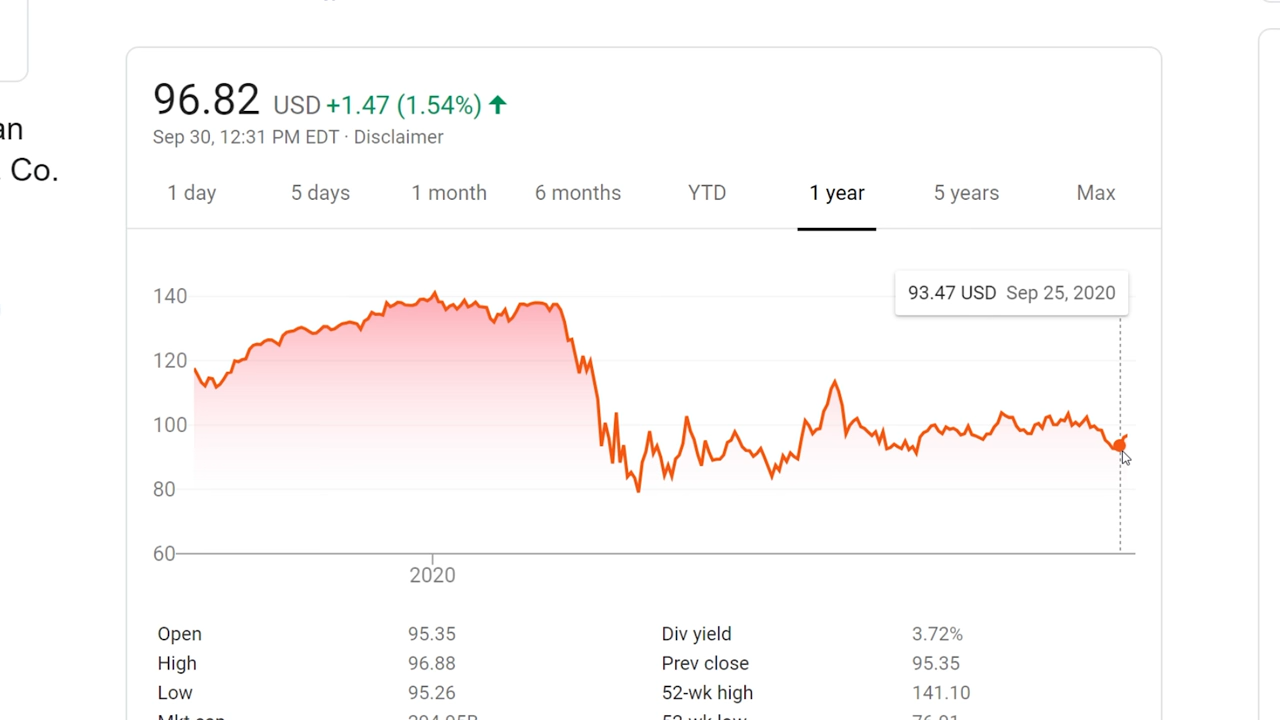 an
Co.
96.82 USD +1.47 (1.54%)
Sep 30, 12:31 PM EDT · Disclaimer
1 day 5 days 1 month 6 months YTD 1 year 5 years Max
93.47 USD Sep 25, 2020
140
120
100
80
60
2020
Open 95.35 Div yield 3.72%
High 96.88 Prev close 95.35
Low 95.26 52-wk high 141.10